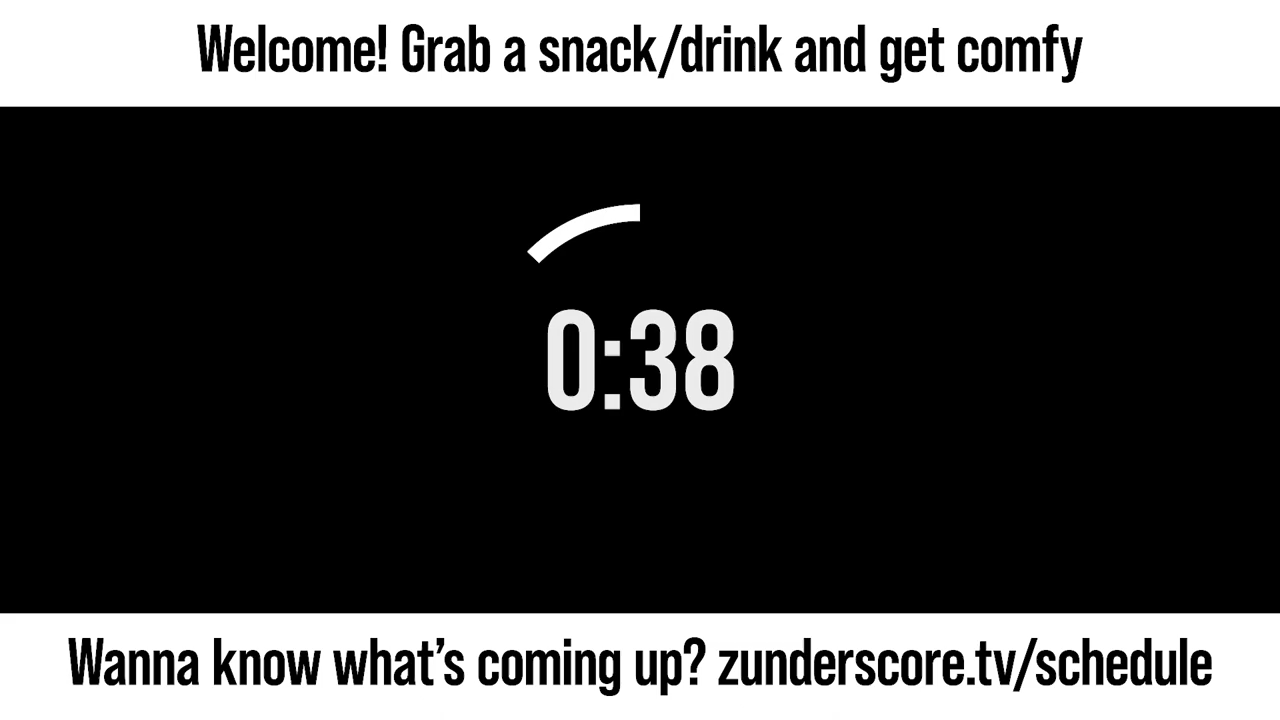 Welcome! Grab a snack/drink and get comfy
0:38
Wanna know what's coming up? zunderscore.tv/schedule